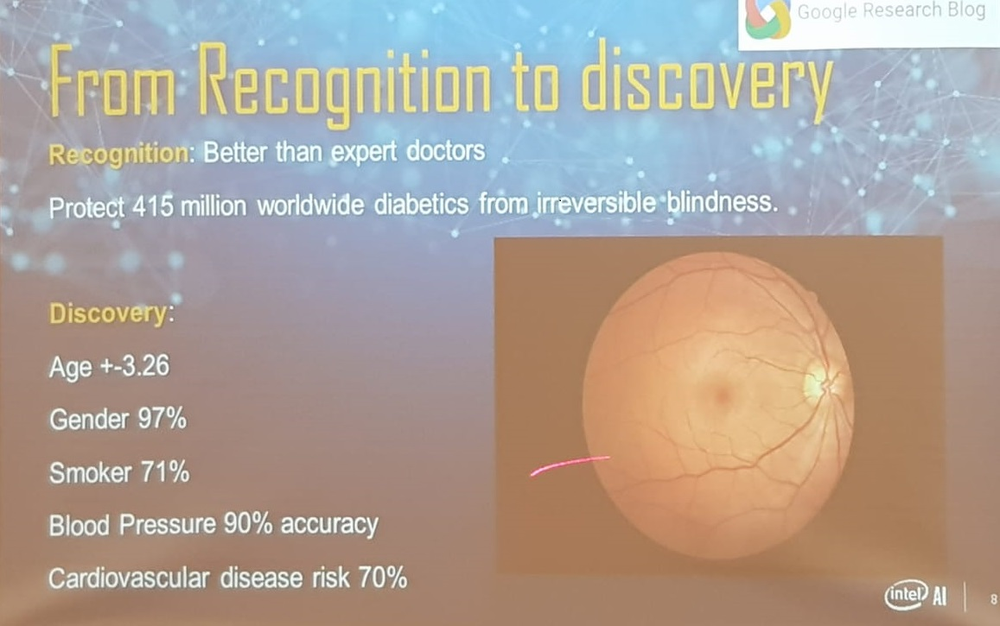 Google Research Blog
From Recognition to discovery
Recognition: Better than expert doctors
Protect 415 million worldwide diabetics from irreversible blindness.
Discovery:
Age +-3.26
Gender 97%
Smoker 71%
Blood Pressure 90% accuracy
Cardiovascular disease risk 70%
intel AI
8